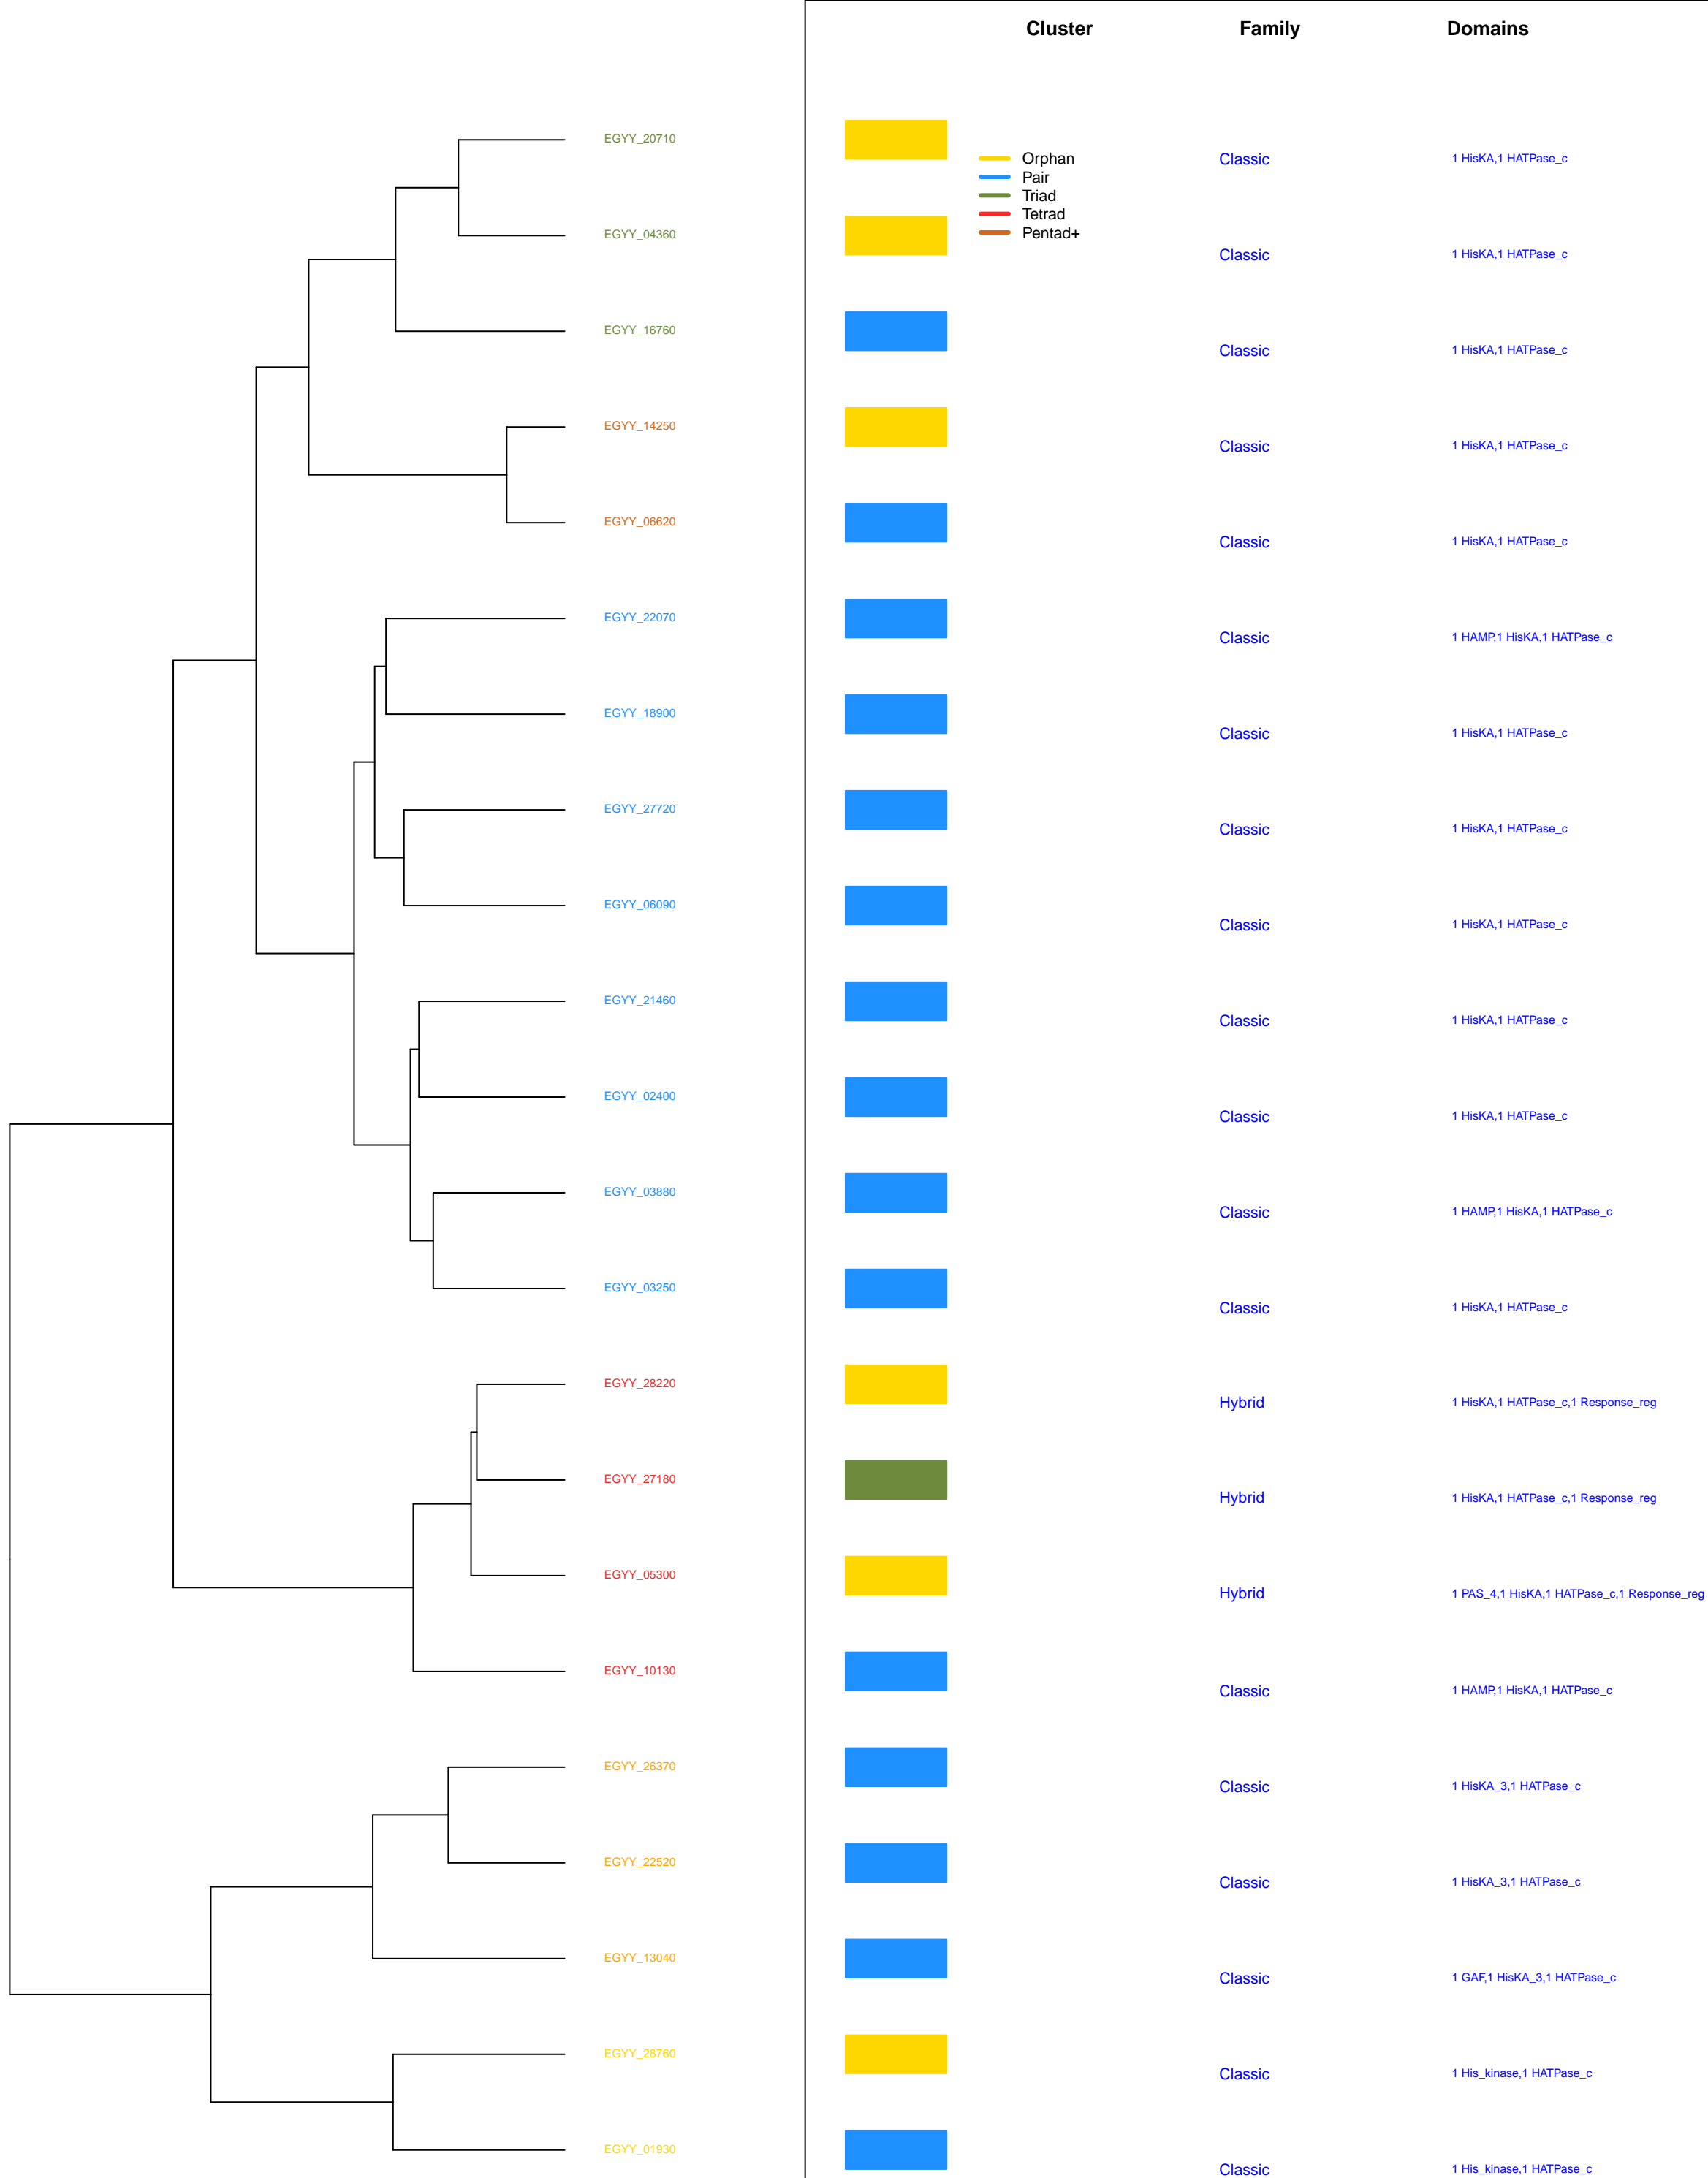 Cluster Family Domains
EGYY_20710
Orphan
Classic 1 HisKA,1 HATPase_c
Pair
Triad
Tetrad
Pentad+
EGYY_04360
Classic 1 HisKA,1 HATPase_c
EGYY_16760
Classic 1 HisKA,1 HATPase_c
EGYY_14250
Classic 1 HisKA,1 HATPase_c
EGYY_06620
Classic 1 HisKA,1 HATPase_c
EGYY_22070
Classic 1 HAMP,1 HisKA,1 HATPase_c
EGYY_18900
Classic 1 HisKA,1 HATPase_c
EGYY_27720
Classic 1 HisKA,1 HATPase_c
EGYY_06090
Classic 1 HisKA,1 HATPase_c
EGYY_21460
Classic 1 HisKA,1 HATPase_c
EGYY_02400
Classic 1 HisKA,1 HATPase_c
EGYY_03880
Classic 1 HAMP,1 HisKA,1 HATPase_c
EGYY_03250
Classic 1 HisKA,1 HATPase_c
EGYY_28220
Hybrid 1 HisKA,1 HATPase_c,1 Response_reg
EGYY_27180
Hybrid 1 HisKA,1 HATPase_c,1 Response_reg
EGYY_05300
Hybrid 1 PAS_4,1 HisKA,1 HATPase_c,1 Response_reg
EGYY_10130
Classic 1 HAMP,1 HisKA,1 HATPase_c
EGYY_26370
Classic 1 HisKA_3,1 HATPase_c
EGYY_22520
Classic 1 HisKA_3,1 HATPase_c
EGYY_13040
Classic 1 GAF,1 HisKA_3,1 HATPase_c
EGYY_28760
Classic 1 His_kinase,1 HATPase_c
EGYY_01930
Classic 1 His_kinase,1 HATPase_c